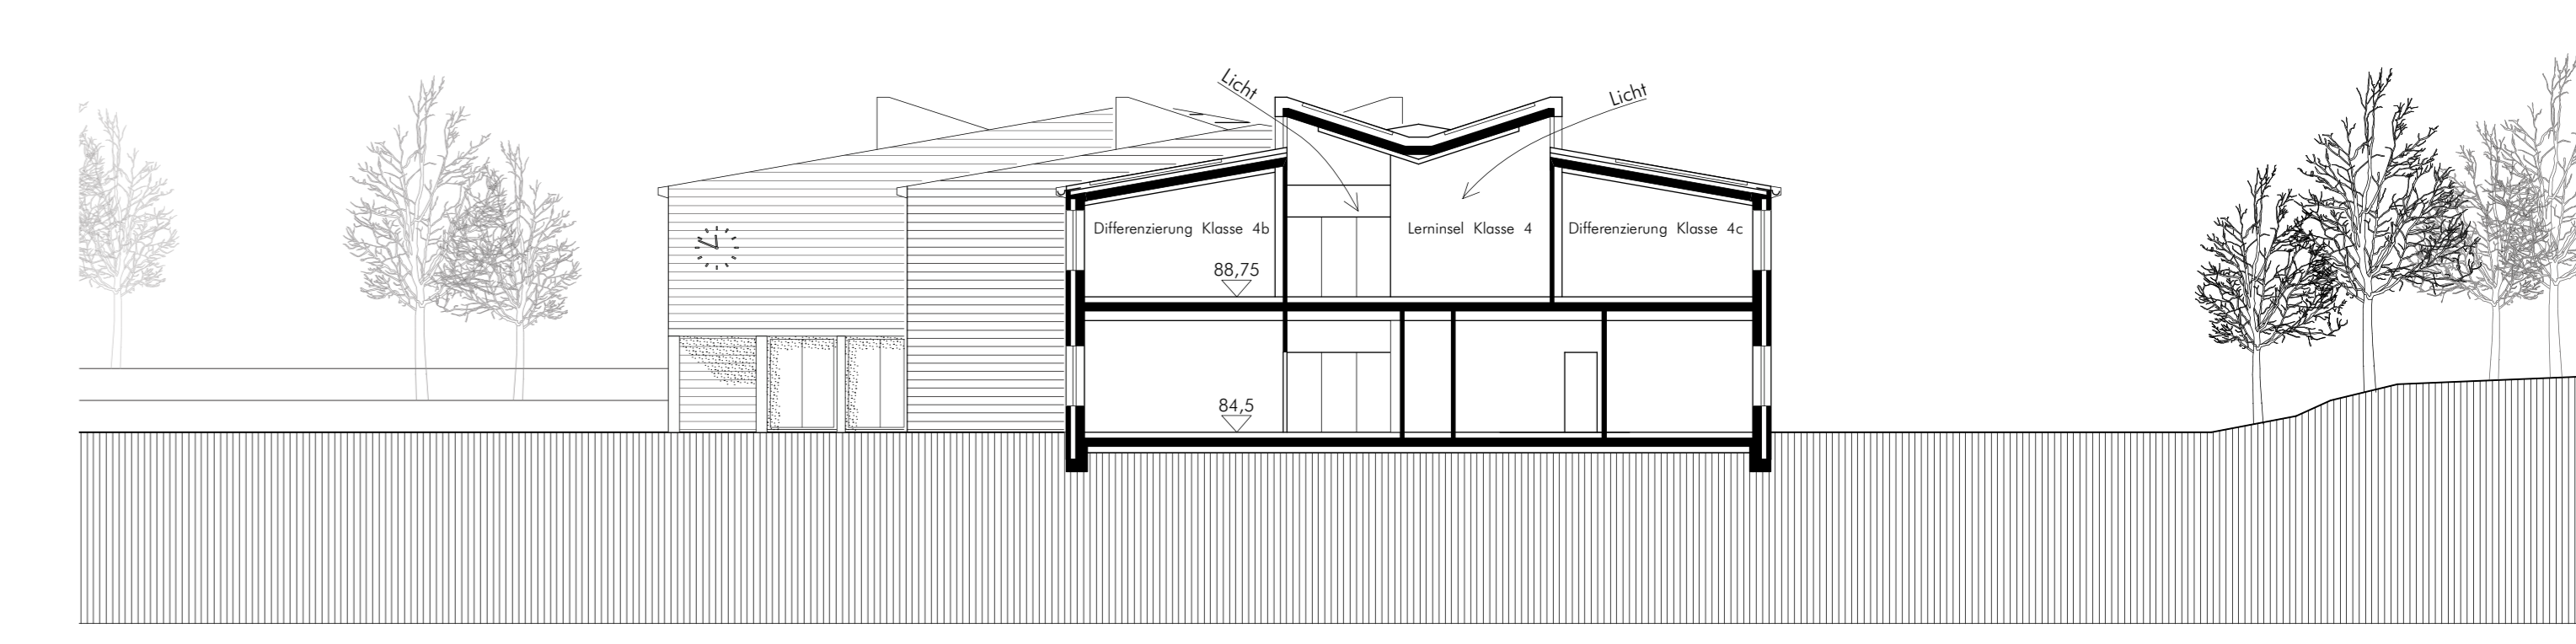 Licht
Licht
Differenzierung Klasse 4b
Lerninsel Klasse 4
Differenzierung Klasse 4c
88,75
84,5